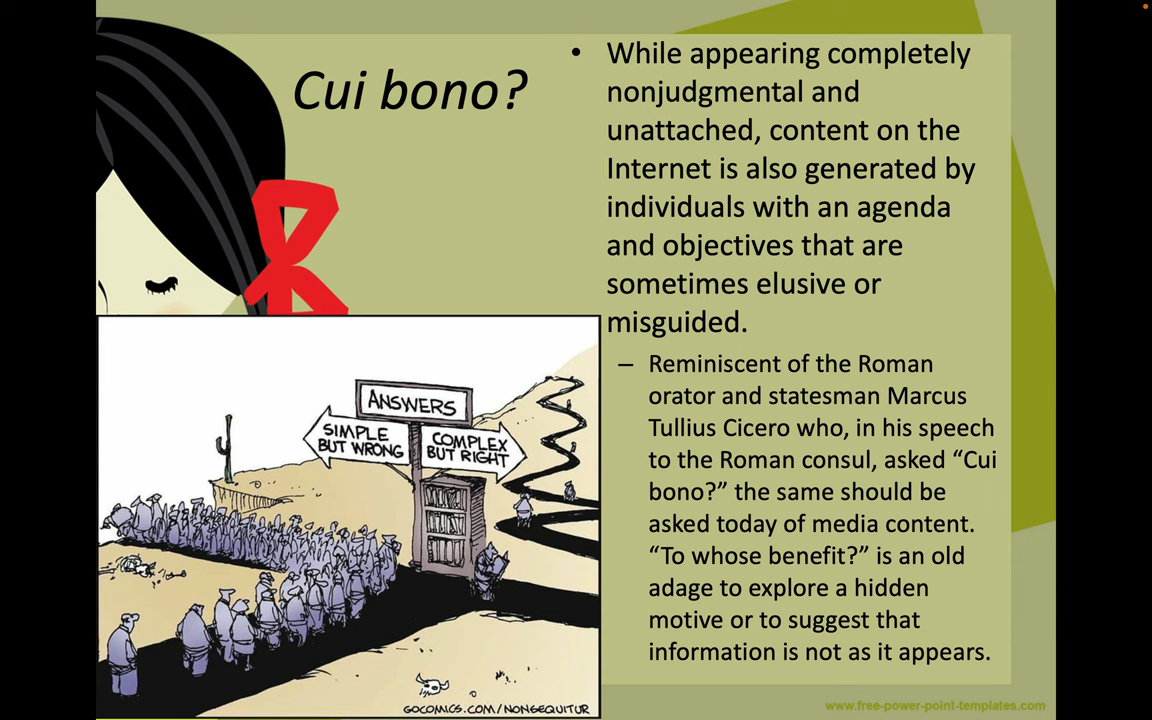 Cui bono?
• While appearing completely
nonjudgmental and
unattached, content on the
Internet is also generated by
individuals with an agenda
and objectives that are
sometimes elusive or
misguided.
– Reminiscent of the Roman
orator and statesman Marcus
Tullius Cicero who, in his speech
to the Roman consul, asked “Cui
bono?” the same should be
asked today of media content.
“To whose benefit?” is an old
adage to explore a hidden
motive or to suggest that
information is not as it appears.
ANSWERS
SIMPLE
BUT WRONG
COMPLEX
BUT RIGHT
GOCOMICS.COM/NONSEQUITUR
www.free-power-point-templates.com